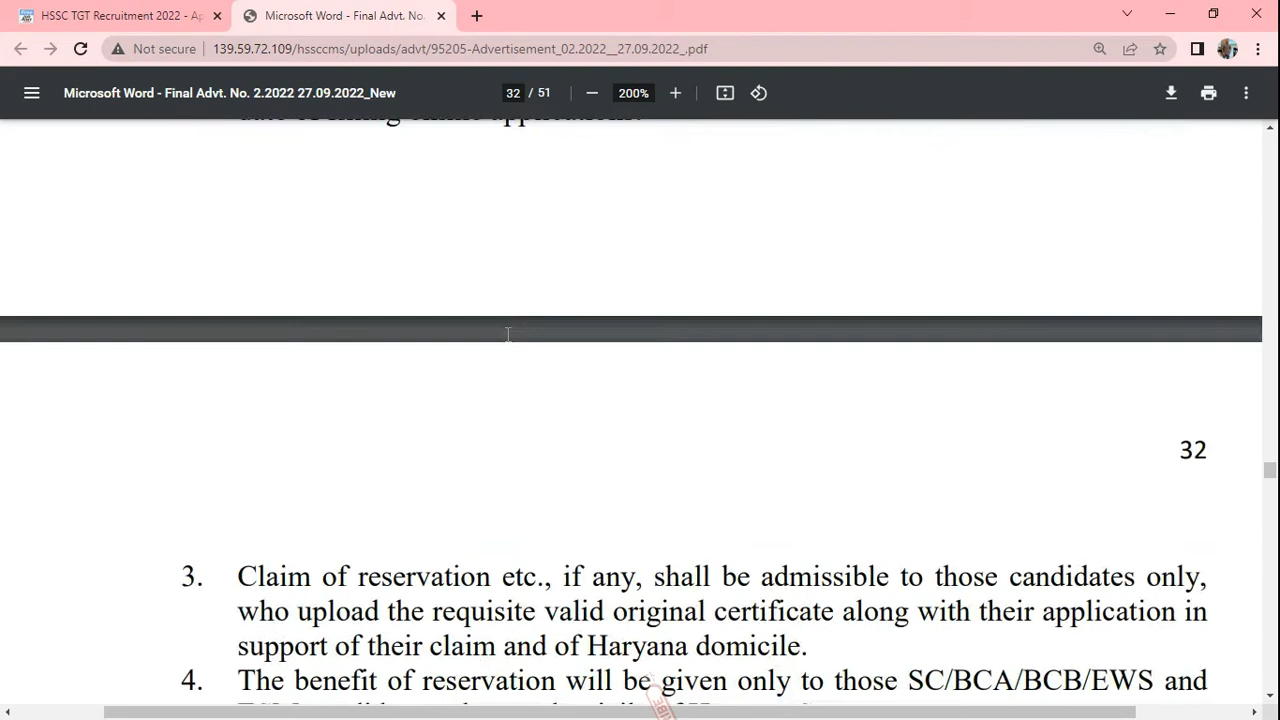 HSSC TGT Recruitment 2022 - Ap
Microsoft Word - Final Advt. No.
Not secure
139.59.72.109/hssccms/uploads/advt/95205-Advertisement_02.2022__27.09.2022_.pdf
Microsoft Word - Final Advt. No. 2.2022 27.09.2022_New
32 / 51
200%
32
3. Claim of reservation etc., if any, shall be admissible to those candidates only,
who upload the requisite valid original certificate along with their application in
support of their claim and of Haryana domicile.
4. The benefit of reservation will be given only to those SC/BCA/BCB/EWS and